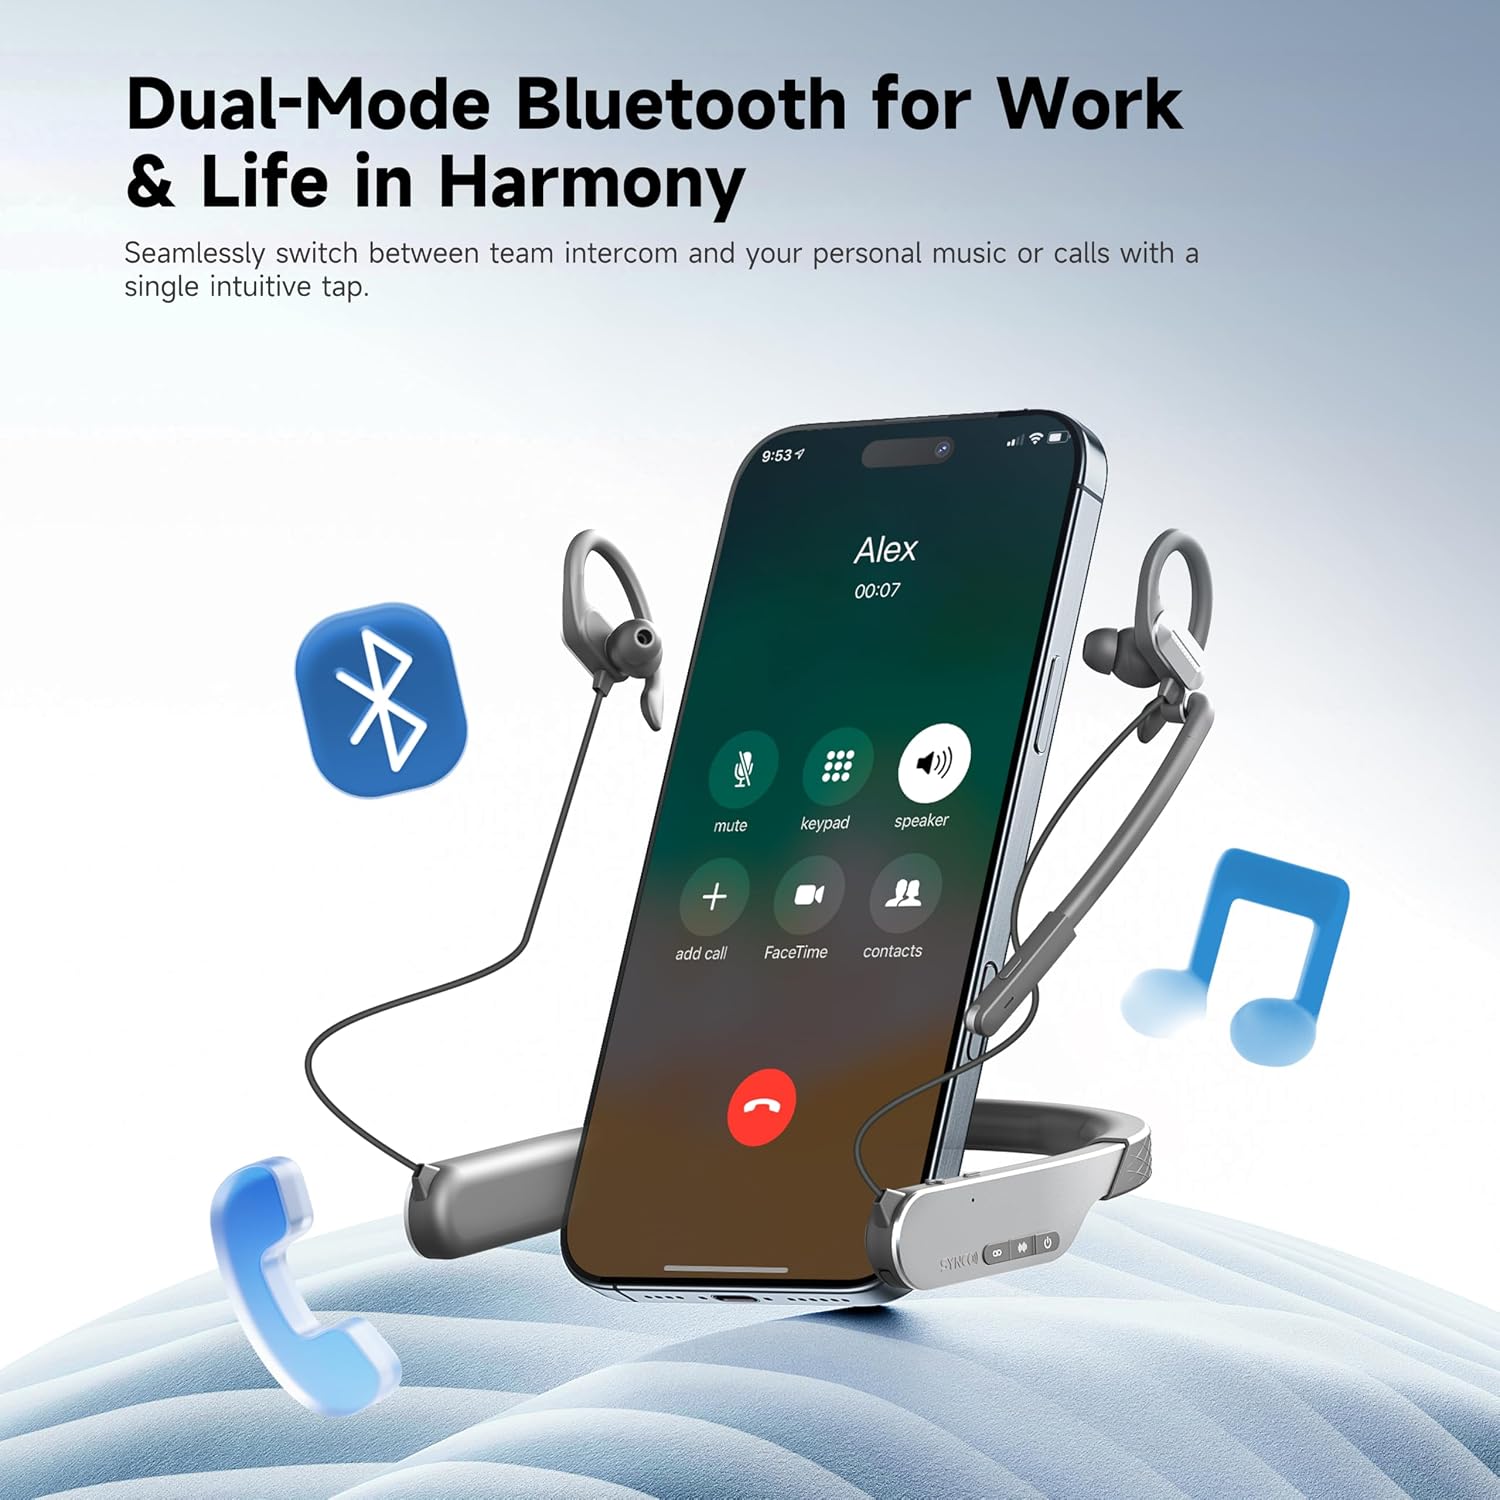 Dual-Mode Bluetooth for Work
& Life in Harmony
Seamlessly switch between team intercom and your personal music or calls with a
single intuitive tap.
9:53
Alex
00:07
mute
keypad
speaker
add call
FaceTime
contacts
SYNCO